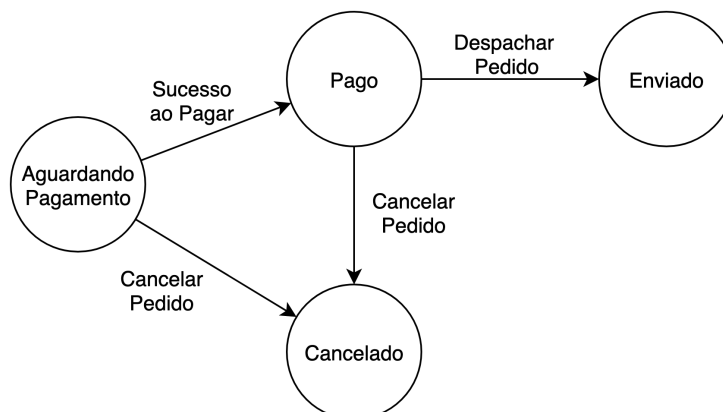 Despachar
Pedido
Pago
Enviado
Sucesso
ao Pagar
Aguardando
Pagamento
Cancelar
Pedido
Cancelar
Pedido
Cancelado